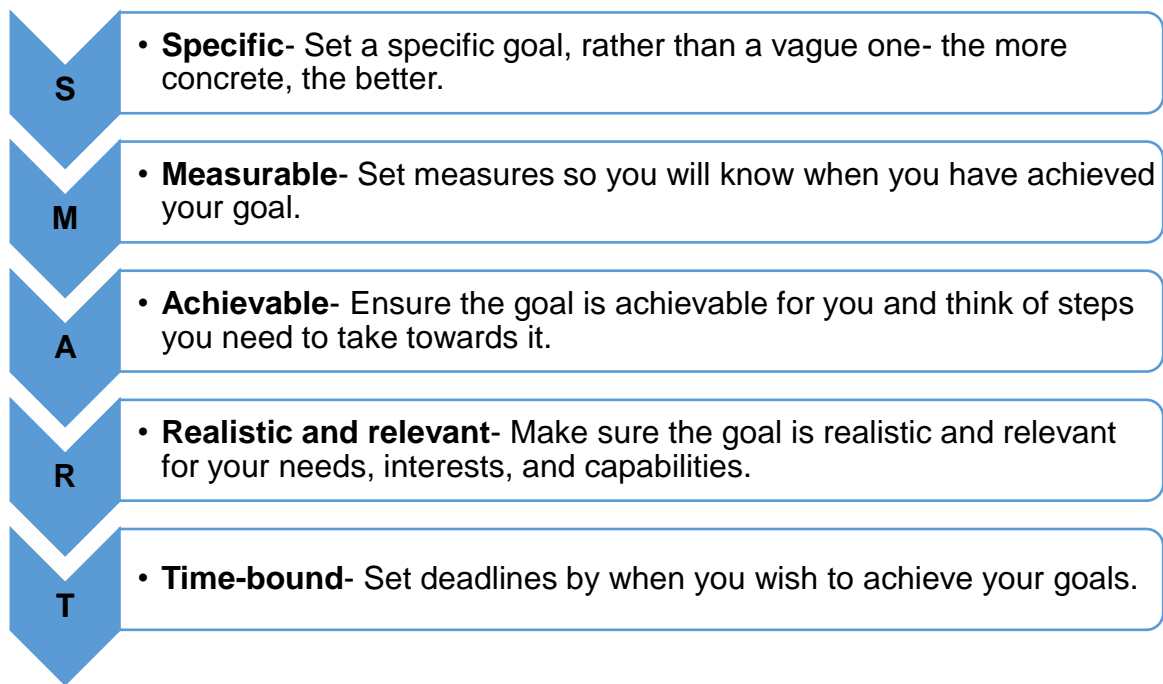 S
• Specific- Set a specific goal, rather than a vague one- the more
concrete, the better.
M
• Measurable- Set measures so you will know when you have achieved
your goal.
A
• Achievable- Ensure the goal is achievable for you and think of steps
you need to take towards it.
R
• Realistic and relevant- Make sure the goal is realistic and relevant
for your needs, interests, and capabilities.
T
• Time-bound- Set deadlines by when you wish to achieve your goals.